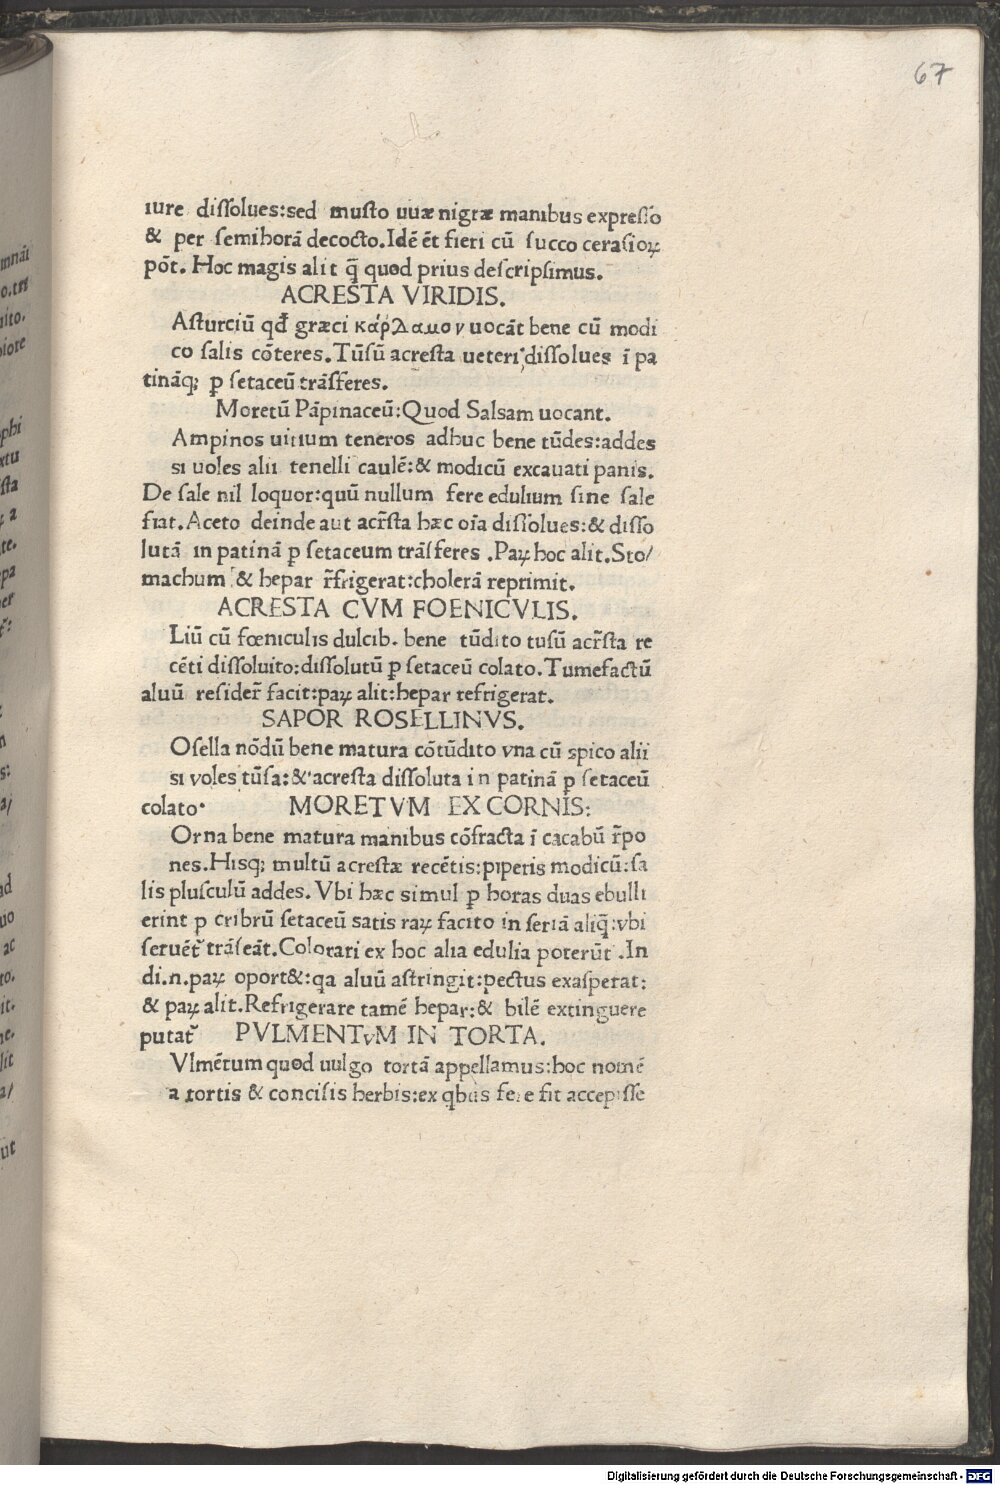 67
iure dissolues:sed musto uuæ nigræ manibus expresso
& per semihorā decocto.Idē ēt fieri cū succo cerasioꝝ
pōt. Hoc magis alit q̄ quod prius descripsimus.
ACRESTA VIRIDIS.
Asturciū qđ græci κάρλαμον uocāt bene cū modi
co salis cōteres.Tūsū acresta ueteri dissolues ī pa
tināq; ꝑ setaceū trāsferes.
Moretū Pāpinaceū:Quod Salsam uocant.
Ampinos uitium teneros adhuc bene tūdes:addes
si uoles alii tenelli caulē:& modicū excauati panis.
De sale nil loquor:quū nullum fere edulium sine sale
fiat.Aceto deinde aut acr̄sta hæc oīa dissolues:& disso
lutā in patinā ꝑ setaceum trāsferes .Paꝝ hoc alit.Sto/
machum & hepar r̄frigerat:cholerā reprimit.
ACRESTA CVM FOENICVLIS.
Liū cū fœniculis dulcib. bene tūdito tusū acr̄sta re
cēti dissoluito:dissolutū ꝑ setaceū colato.Tumefactū
aluū resider̄ facit:paꝝ alit:hepar refrigerat.
SAPOR ROSELLINVS.
Osella nōdū bene matura cōtūdito vna cū spico alii
si voles tūsa:& acresta dissoluta in patinā ꝑ setaceū
colato· MORETVM EX CORNIS:
Orna bene matura manibus cōfracta ī cacabū r̄po
nes.Hisq; multū acrestæ recētis:piperis modicū:sa
lis plusculū addes. Vbi hæc simul ꝑ horas duas ebulli
erint ꝑ cribrū setaceū satis raꝝ facito in seriā aliq̄:vbi
seruēt᷑ trāseāt.Colorari ex hoc alia edulia poterūt .In
di.n.paꝝ oport&:qa aluū astringit:pectus exasperat:
& paꝝ alit.Refrigerare tamē hepar:& bilē extinguere
putat᷑ PVLMENTvM IN TORTA.
Vlmētum quod uulgo tortā appellamus:hoc nomē
a tortis & concisis herbis:ex qbus fere fit accepisse
Digitalisierung gefördert durch die Deutsche Forschungsgemeinschaft - DFG